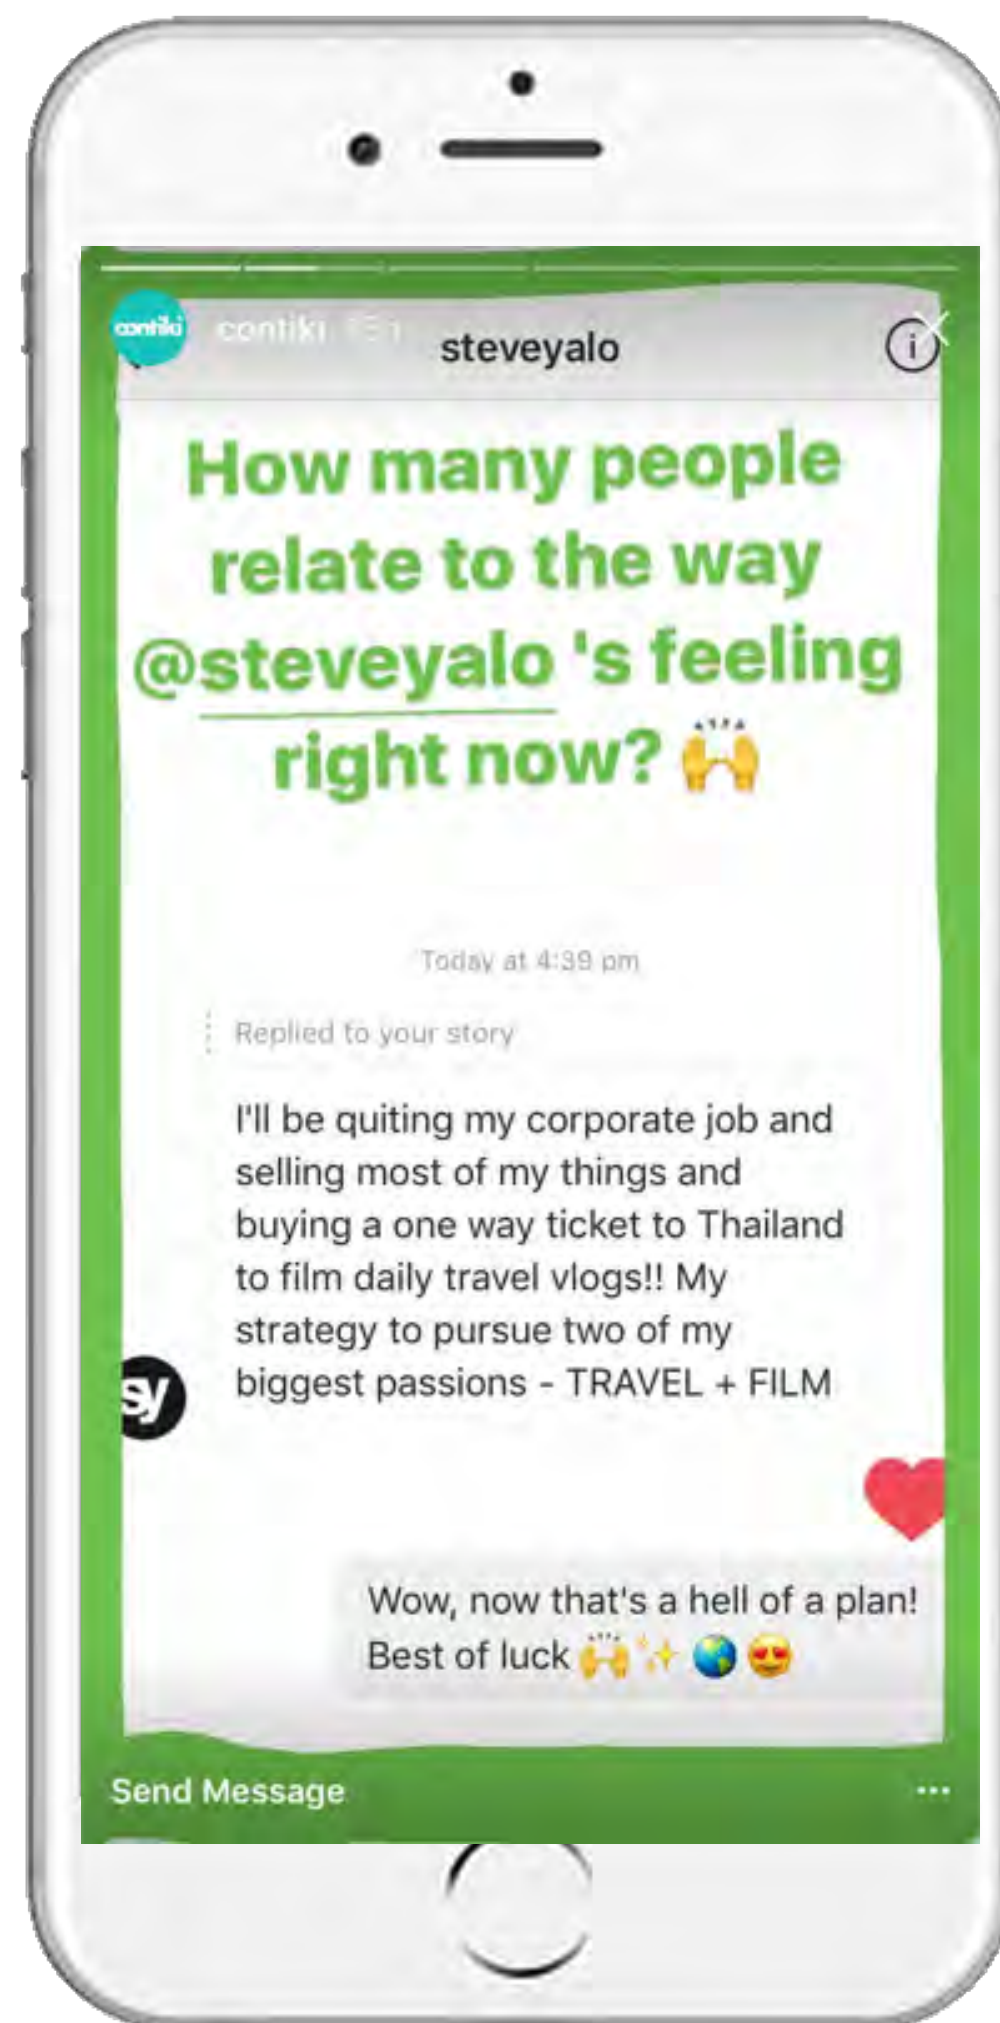 contiki contiki
steveyalo
How many people
relate to the way
@steveyalo 's feeling
right now? 🙌
Today at 4:39 pm
Replied to your story
I'll be quiting my corporate job and
selling most of my things and
buying a one way ticket to Thailand
to film daily travel vlogs!! My
strategy to pursue two of my
biggest passions - TRAVEL + FILM
sy
Wow, now that's a hell of a plan!
Best of luck 🙌✨🌎😍
Send Message